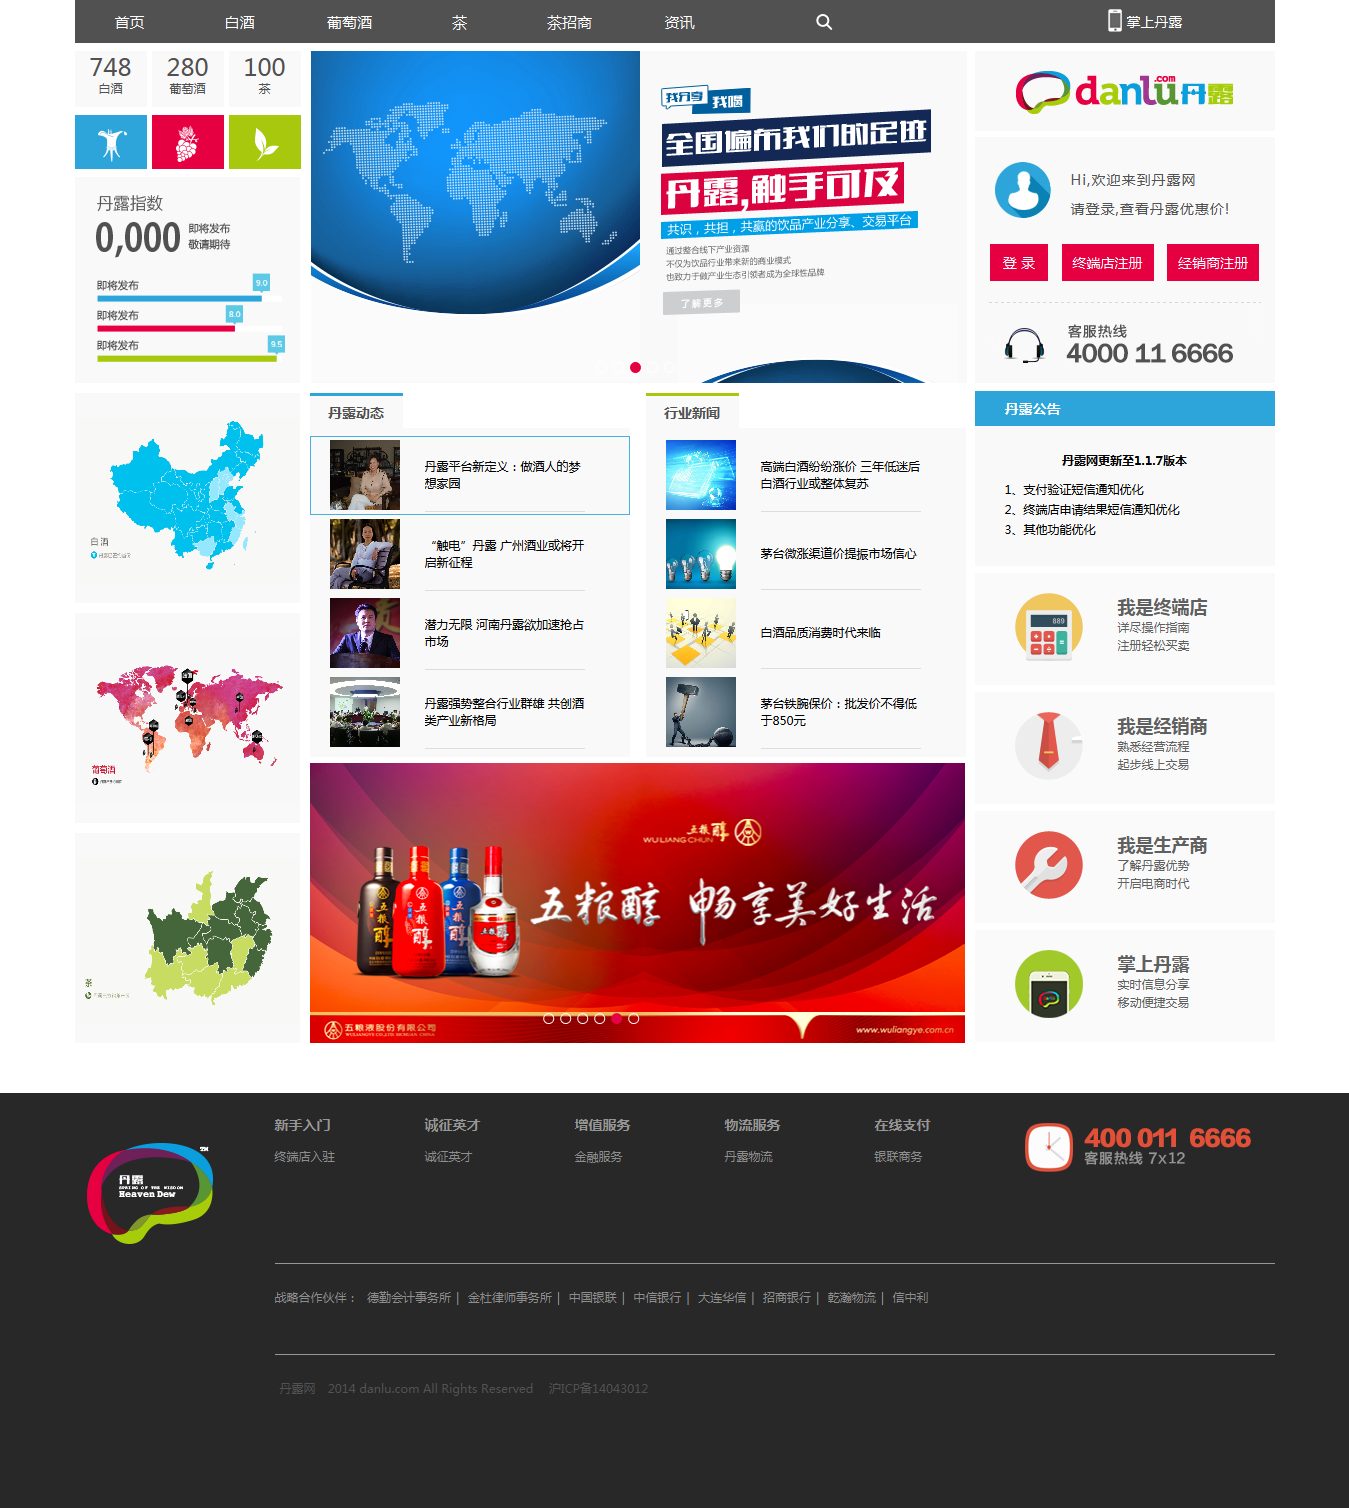 首页 白酒 葡萄酒 茶 茶招商 资讯 掌上丹露
748 280 100
白酒 葡萄酒 茶
丹露指数
0,000 即将发布
敬请期待
即将发布 9.0
即将发布 8.0
即将发布 9.5
我分享 我喝
全国遍布我们的足迹
丹露,触手可及
共识，共担，共赢的饮品产业分享、交易平台
通过整合线下产业资源
不仅为饮品行业带来新的商业模式
也致力于做产业生态引领者成为全球性品牌
了解更多
danlu.com丹露
Hi,欢迎来到丹露网
请登录,查看丹露优惠价!
登 录 终端店注册 经销商注册
客服热线
4000 11 6666
白酒
葡萄酒
茶
丹露动态
丹露平台新定义：做酒人的梦
想家园
“触电”丹露 广州酒业或将开
启新征程
潜力无限 河南丹露欲加速抢占
市场
丹露强势整合行业群雄 共创酒
类产业新格局
行业新闻
高端白酒纷纷涨价 三年低迷后
白酒行业或整体复苏
茅台微涨渠道价提振市场信心
白酒品质消费时代来临
茅台铁腕保价：批发价不得低
于850元
丹露公告
丹露网更新至1.1.7版本
1、支付验证短信通知优化
2、终端店申请结果短信通知优化
3、其他功能优化
我是终端店
详尽操作指南
注册轻松买卖
我是经销商
熟悉经营流程
起步线上交易
我是生产商
了解丹露优势
开启电商时代
掌上丹露
实时信息分享
移动便捷交易
五粮醇
WU LIANG CHUN
五粮醇 畅享美好生活
五粮液股份有限公司
www.wuliangye.com.cn
丹露
SPRING OF THE WISDOM
Heaven Dew
TM
新手入门 诚征英才 增值服务 物流服务 在线支付
终端店入驻 诚征英才 金融服务 丹露物流 银联商务
400 011 6666
客服热线 7x12
战略合作伙伴： 德勤会计事务所 | 金杜律师事务所 | 中国银联 | 中信银行 | 大连华信 | 招商银行 | 乾瀚物流 | 信中利
丹露网 2014 danlu.com All Rights Reserved 沪ICP备14043012